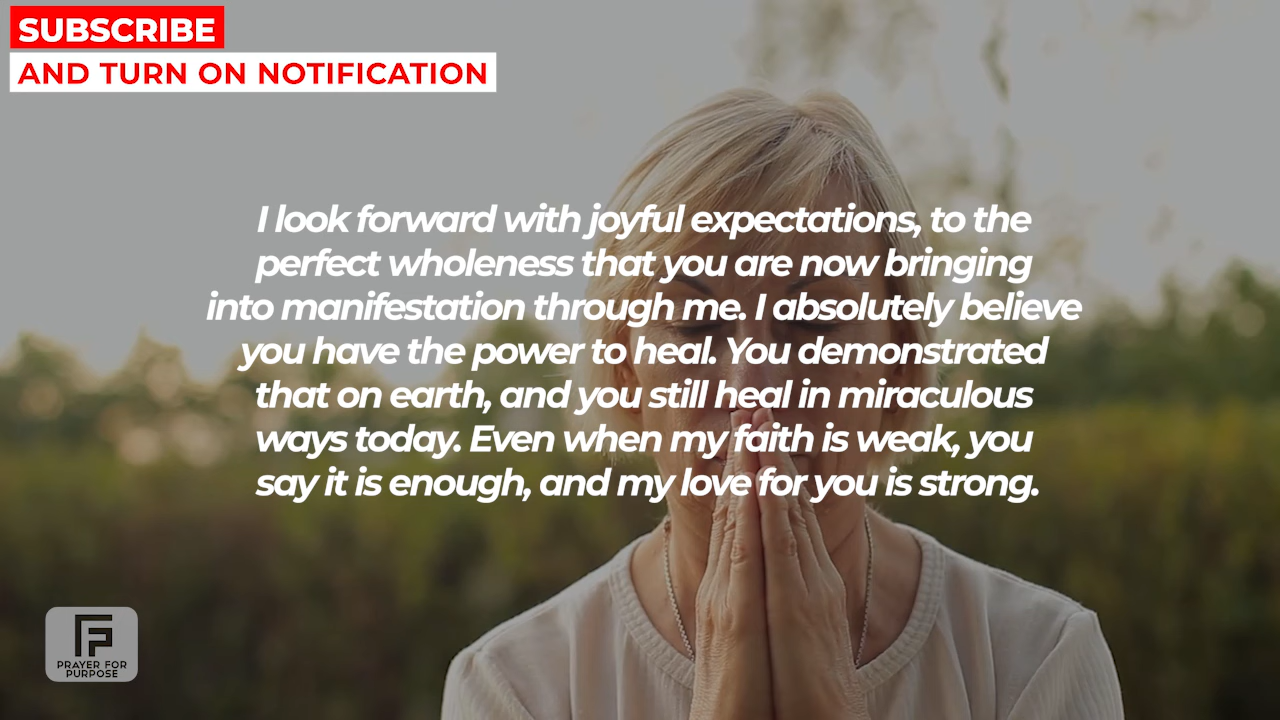 SUBSCRIBE
AND TURN ON NOTIFICATION
I look forward with joyful expectations, to the
perfect wholeness that you are now bringing
into manifestation through me. I absolutely believe
you have the power to heal. You demonstrated
that on earth, and you still heal in miraculous
ways today. Even when my faith is weak, you
say it is enough, and my love for you is strong.
PRAYER FOR
PURPOSE